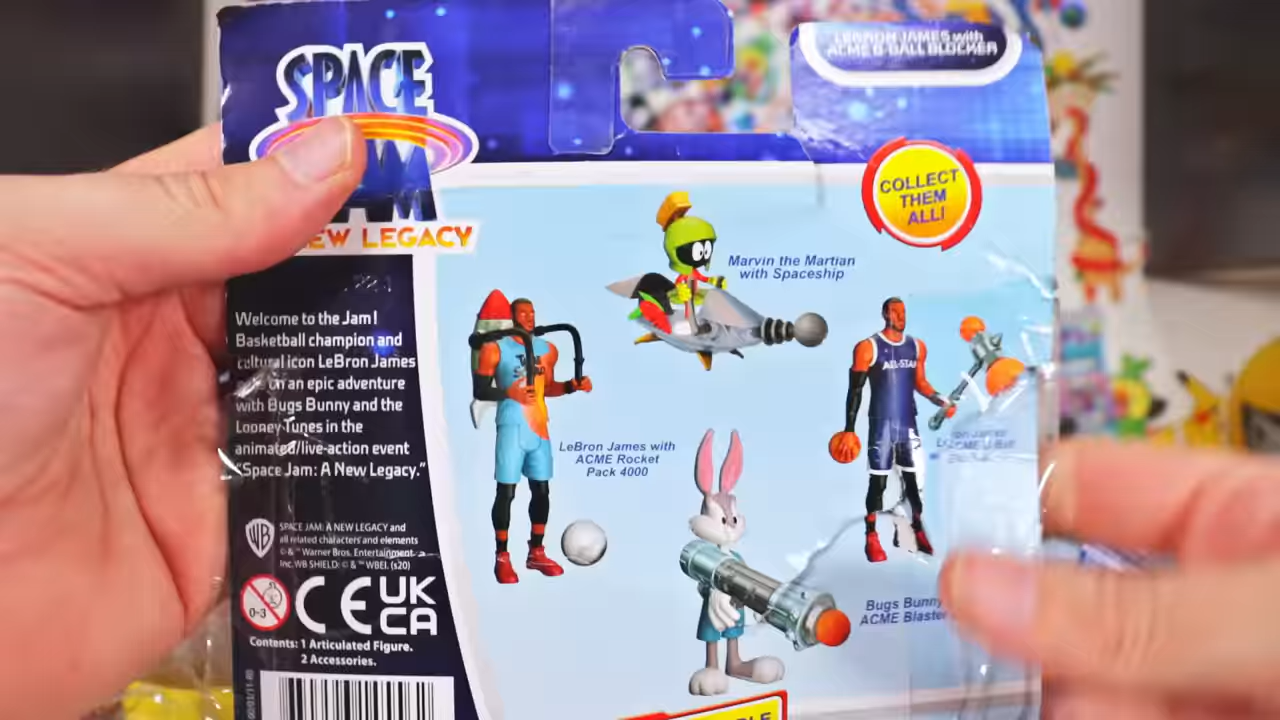 SPACE
LEBRON JAMES with
ACME B-BALL BLOCKER
COLLECT
THEM
ALL!
EW LEGACY
Marvin the Martian
with Spaceship
Welcome to the Jam!
Basketball champion and
cultural icon LeBron James
on an epic adventure
with Bugs Bunny and the
Looney Tunes in the
animated/live-action event
"Space Jam: A New Legacy."
ALL-STAR
LeBron James with
ACME Rocket
Pack 4000
SPACE JAM: A NEW LEGACY and
all related characters and elements
© & ™ Warner Bros. Entertainment
Inc. WB SHIELD: © & ™ WBEI. (s20)
WB
0-3
CE
UK
CA
Bugs Bunny
ACME Blaster
Contents: 1 Articulated Figure.
2 Accessories.